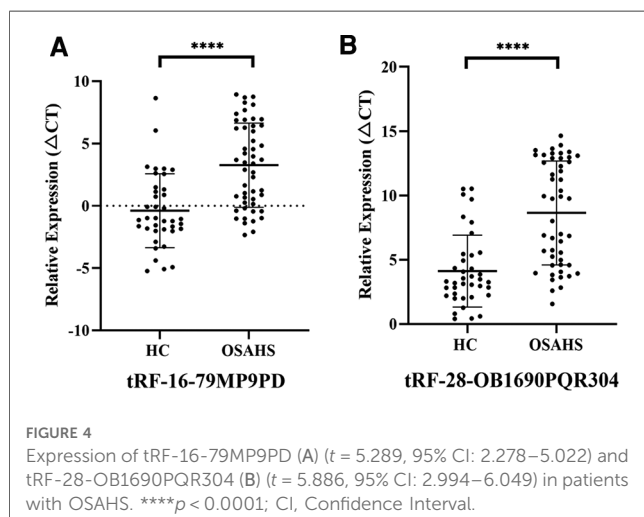 A
****
Relative Expression (△CT)
10
5
0
-5
-10
HC
OSAHS
tRF-16-79MP9PD
B
****
Relative Expression (△CT)
20
15
10
5
0
HC
OSAHS
tRF-28-OB1690PQR304
FIGURE 4
Expression of tRF-16-79MP9PD (A) (t = 5.289, 95% CI: 2.278–5.022) and
tRF-28-OB1690PQR304 (B) (t = 5.886, 95% CI: 2.994–6.049) in patients
with OSAHS. ****p < 0.0001; CI, Confidence Interval.